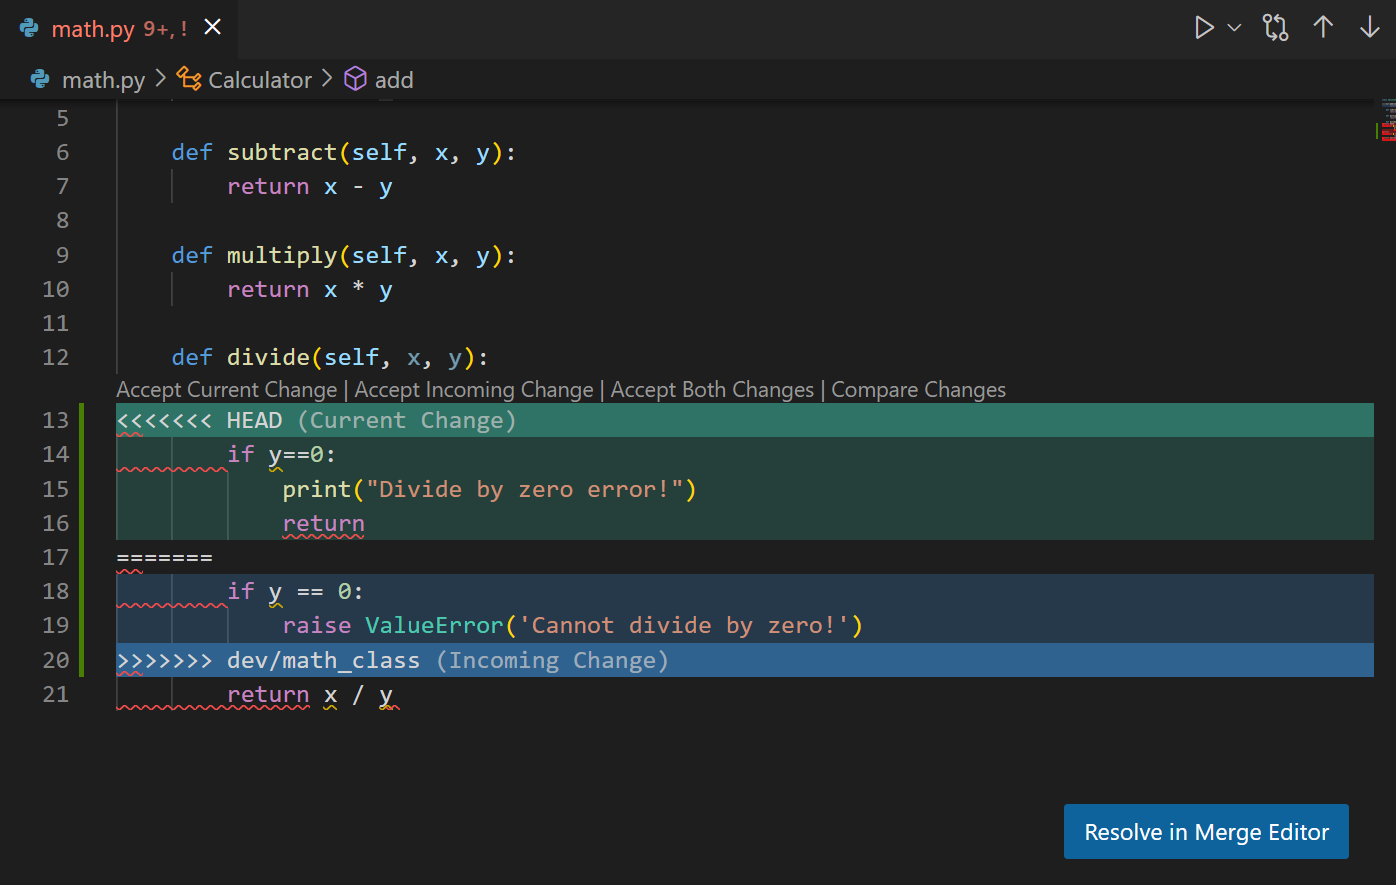 math.py 9+, !
math.py > Calculator > add
5
6 def subtract(self, x, y):
7 return x - y
8
9 def multiply(self, x, y):
10 return x * y
11
12 def divide(self, x, y):
Accept Current Change | Accept Incoming Change | Accept Both Changes | Compare Changes
13 <<<<<<< HEAD (Current Change)
14 if y==0:
15 print("Divide by zero error!")
16 return
17 =======
18 if y == 0:
19 raise ValueError('Cannot divide by zero!')
20 >>>>>>> dev/math_class (Incoming Change)
21 return x / y
Resolve in Merge Editor